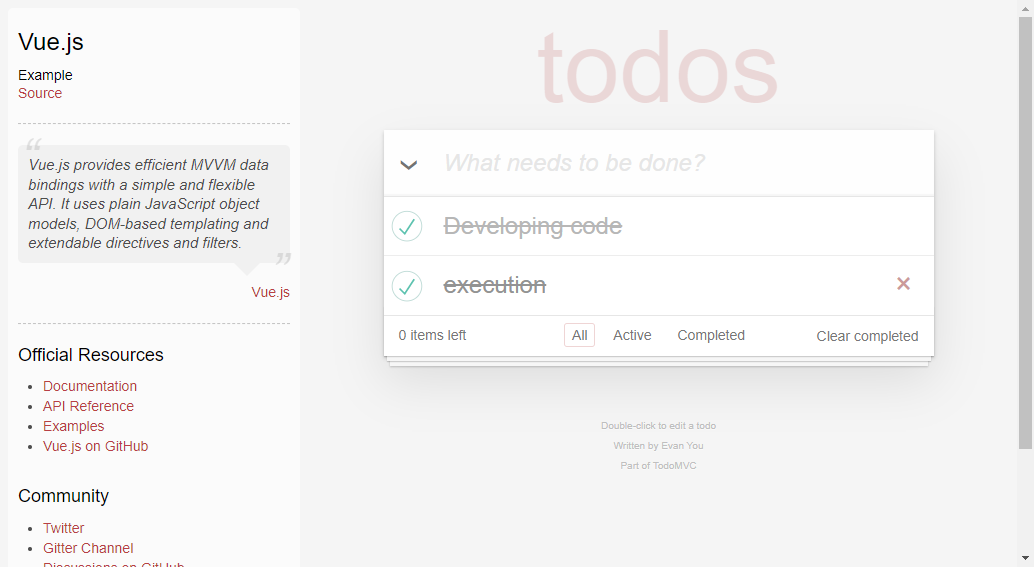 Vue.js
Example
Source
“
Vue.js provides efficient MVVM data
bindings with a simple and flexible
API. It uses plain JavaScript object
models, DOM-based templating and
extendable directives and filters.
”
Vue.js
Official Resources
• Documentation
• API Reference
• Examples
• Vue.js on GitHub
Community
• Twitter
• Gitter Channel
Discussions on GitHub
todos
What needs to be done?
Developing code
execution
×
0 items left All Active Completed Clear completed
Double-click to edit a todo
Written by Evan You
Part of TodoMVC